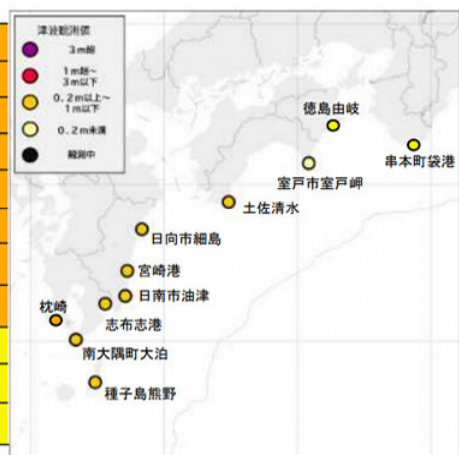 津波観測値
3m超
1m超～
3m以下
0.2m以上～
1m以下
0.2m未満
観測中
徳島由岐
串本町袋港
室戸市室戸岬
土佐清水
日向市細島
宮崎港
日南市油津
枕崎
志布志港
南大隅町大泊
種子島熊野